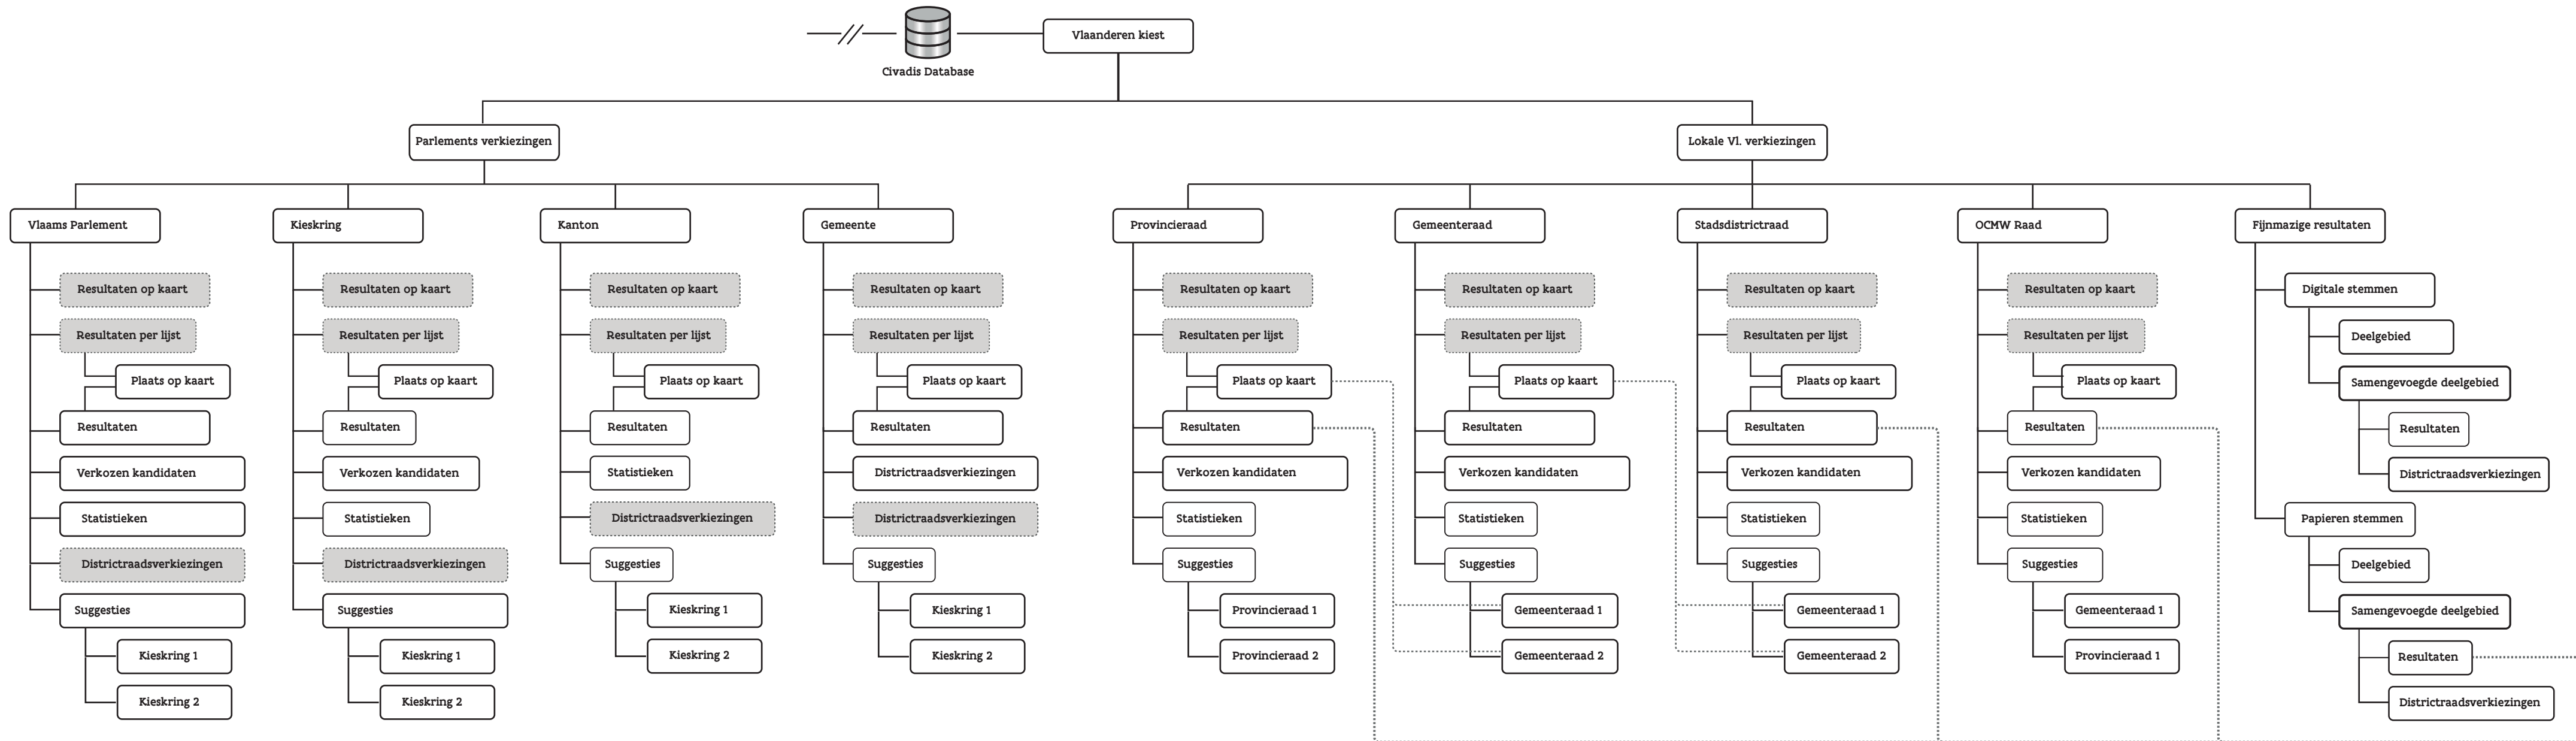 Vlaanderen kiest
Civadis Database
Parlements verkiezingen
Lokale Vl. verkiezingen
Vlaams Parlement
Resultaten op kaart
Resultaten per lijst
Plaats op kaart
Resultaten
Verkozen kandidaten
Statistieken
Districtraadsverkiezingen
Suggesties
Kieskring 1
Kieskring 2
Kieskring
Resultaten op kaart
Resultaten per lijst
Plaats op kaart
Resultaten
Verkozen kandidaten
Statistieken
Districtraadsverkiezingen
Suggesties
Kieskring 1
Kieskring 2
Kanton
Resultaten op kaart
Resultaten per lijst
Plaats op kaart
Resultaten
Statistieken
Districtraadsverkiezingen
Suggesties
Kieskring 1
Kieskring 2
Gemeente
Resultaten op kaart
Resultaten per lijst
Plaats op kaart
Resultaten
Districtraadsverkiezingen
Districtraadsverkiezingen
Suggesties
Kieskring 1
Kieskring 2
Provincieraad
Resultaten op kaart
Resultaten per lijst
Plaats op kaart
Resultaten
Verkozen kandidaten
Statistieken
Suggesties
Provincieraad 1
Provincieraad 2
Gemeenteraad
Resultaten op kaart
Resultaten per lijst
Plaats op kaart
Resultaten
Verkozen kandidaten
Statistieken
Suggesties
Gemeenteraad 1
Gemeenteraad 2
Stadsdistrictraad
Resultaten op kaart
Resultaten per lijst
Plaats op kaart
Resultaten
Verkozen kandidaten
Statistieken
Suggesties
Gemeenteraad 1
Gemeenteraad 2
OCMW Raad
Resultaten op kaart
Resultaten per lijst
Plaats op kaart
Resultaten
Verkozen kandidaten
Statistieken
Suggesties
Gemeenteraad 1
Provincieraad 1
Fijnmazige resultaten
Digitale stemmen
Deelgebied
Samengevoegde deelgebied
Resultaten
Districtraadsverkiezingen
Papieren stemmen
Deelgebied
Samengevoegde deelgebied
Resultaten
Districtraadsverkiezingen